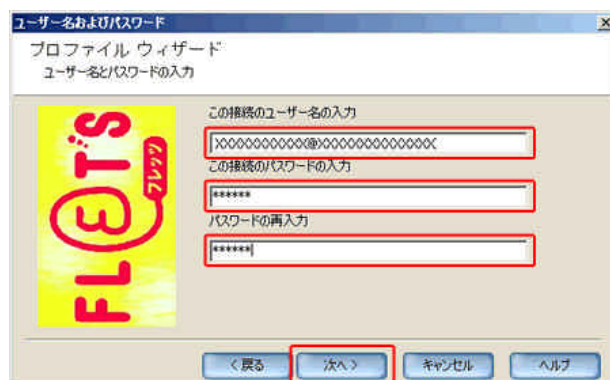 ユーザー名およびパスワード
プロファイル ウィザード
ユーザー名とパスワードの入力
この接続のユーザー名の入力
XXXXXXXXXXX@XXXXXXXXXXXXXXX
この接続のパスワードの入力
******
パスワードの再入力
******
FLET'S
フレッツ
< 戻る
次へ >
キャンセル
ヘルプ